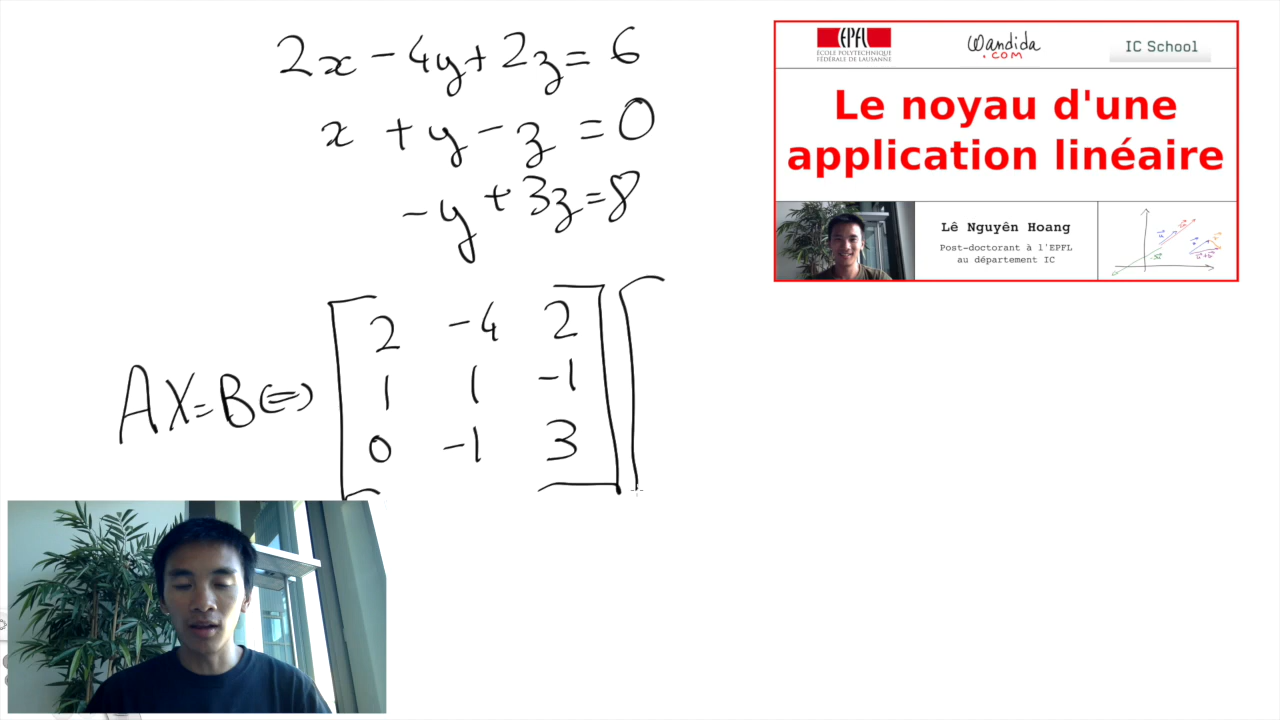 2x - 4y + 2z = 6
x + y - z = 0
-y + 3z = 8
AX = B ⇔
2 -4 2
1 1 -1
0 -1 3
EPFL
ÉCOLE POLYTECHNIQUE
FÉDÉRALE DE LAUSANNE
Wandida
.COM
IC School
Le noyau d'une
application linéaire
Lê Nguyên Hoang
Post-doctorant à l'EPFL
au département IC